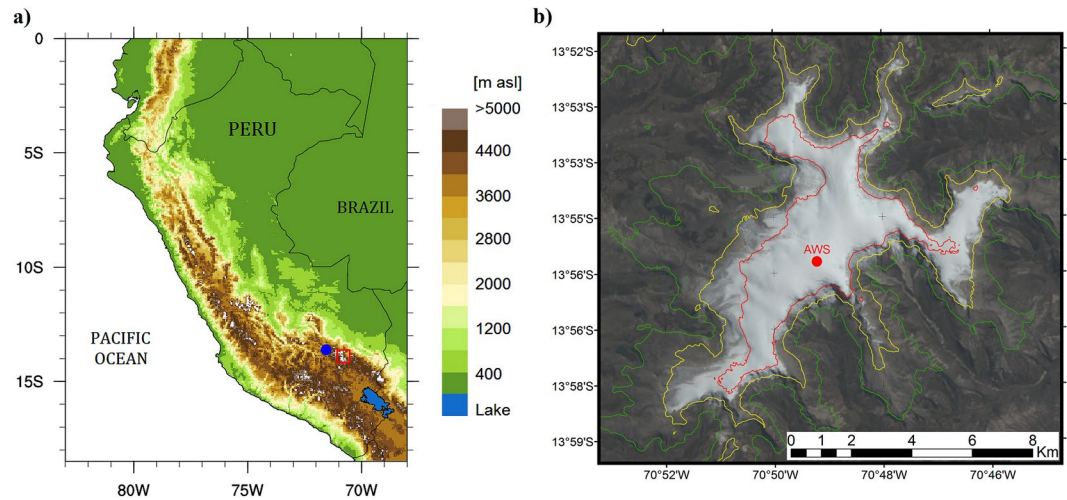 a)
0
5S
10S
15S
80W
75W
70W
PERU
BRAZIL
PACIFIC
OCEAN
[m asl]
>5000
4400
3600
2800
2000
1200
400
Lake
b)
13°52'S
13°53'S
13°53'S
13°55'S
13°56'S
13°56'S
13°58'S
13°59'S
70°52'W
70°50'W
70°48'W
70°46'W
AWS
0 1 2 4 6 8
Km